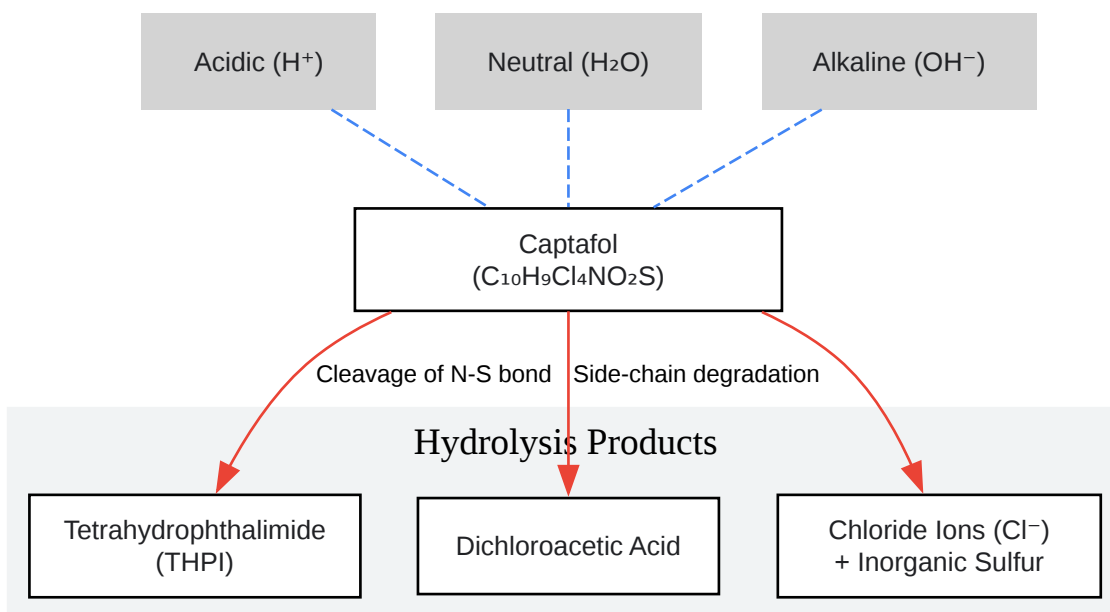 Acidic (H⁺)
Neutral (H₂O)
Alkaline (OH⁻)
Captafol
(C₁₀H₉Cl₄NO₂S)
Cleavage of N-S bond
Side-chain degradation
Hydrolysis Products
Tetrahydrophthalimide
(THPI)
Dichloroacetic Acid
Chloride Ions (Cl⁻)
+ Inorganic Sulfur